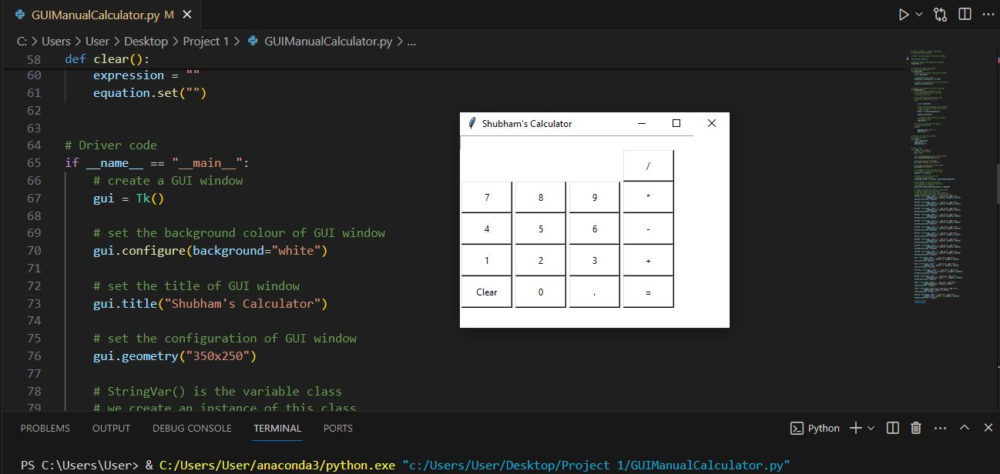 GUIManualCalculator.py M
C: > Users > User > Desktop > Project 1 > GUIManualCalculator.py > ...
58 def clear():
60 expression = ""
61 equation.set("")
62
63
64 # Driver code
65 if __name__ == "__main__":
66 # create a GUI window
67 gui = Tk()
68
69 # set the background colour of GUI window
70 gui.configure(background="white")
71
72 # set the title of GUI window
73 gui.title("Shubham's Calculator")
74
75 # set the configuration of GUI window
76 gui.geometry("350x250")
77
78 # StringVar() is the variable class
79 # we create an instance of this class
Shubham's Calculator
/
7 8 9 *
4 5 6 -
1 2 3 +
Clear 0 . =
PROBLEMS OUTPUT DEBUG CONSOLE TERMINAL PORTS
Python
PS C:\Users\User> & C:/Users/User/anaconda3/python.exe "c:/Users/User/Desktop/Project 1/GUIManualCalculator.py"